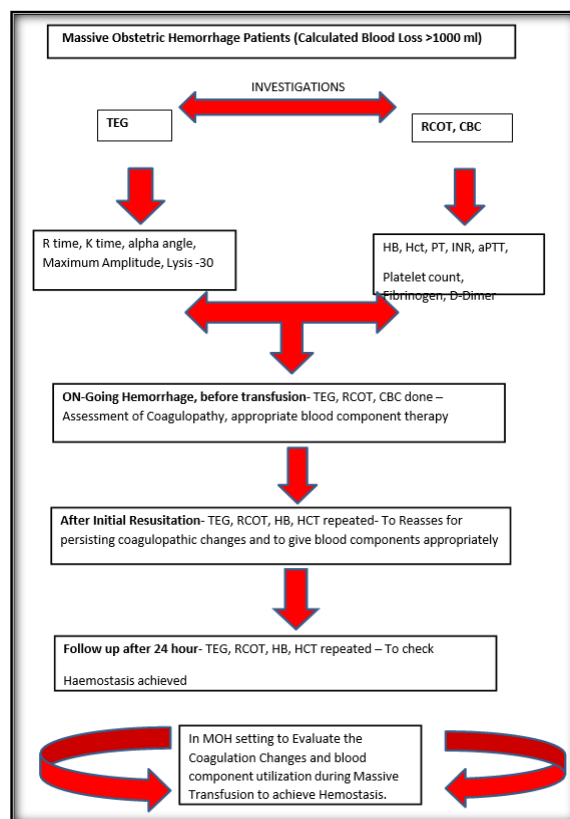 Massive Obstetric Hemorrhage Patients (Calculated Blood Loss >1000 ml)
INVESTIGATIONS
TEG
RCOT, CBC
R time, K time, alpha angle,
Maximum Amplitude, Lysis -30
HB, Hct, PT, INR, aPTT,
Platelet count,
Fibrinogen, D-Dimer
ON-Going Hemorrhage, before transfusion- TEG, RCOT, CBC done –
Assessment of Coagulopathy, appropriate blood component therapy
After Initial Resusitation- TEG, RCOT, HB, HCT repeated- To Reasses for
persisting coagulopathic changes and to give blood components appropriately
Follow up after 24 hour- TEG, RCOT, HB, HCT repeated – To check
Haemostasis achieved
In MOH setting to Evaluate the
Coagulation Changes and blood
component utilization during Massive
Transfusion to achieve Hemostasis.